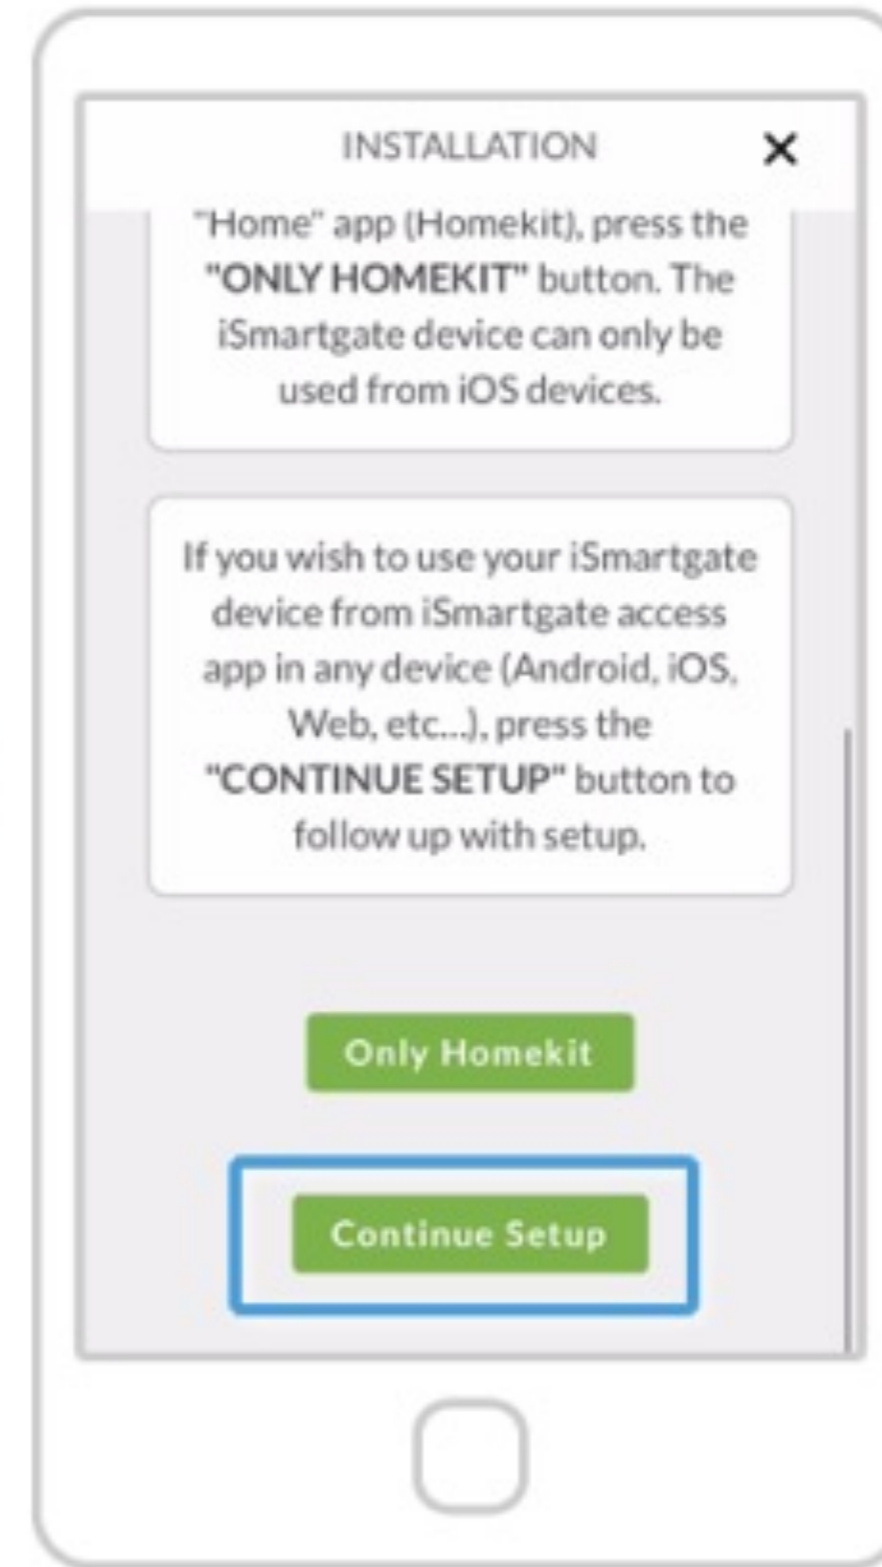 INSTALLATION
"Home" app (Homekit), press the
"ONLY HOMEKIT" button. The
iSmartgate device can only be
used from iOS devices.
If you wish to use your iSmartgate
device from iSmartgate access
app in any device (Android, iOS,
Web, etc...), press the
"CONTINUE SETUP" button to
follow up with setup.
Only Homekit
Continue Setup